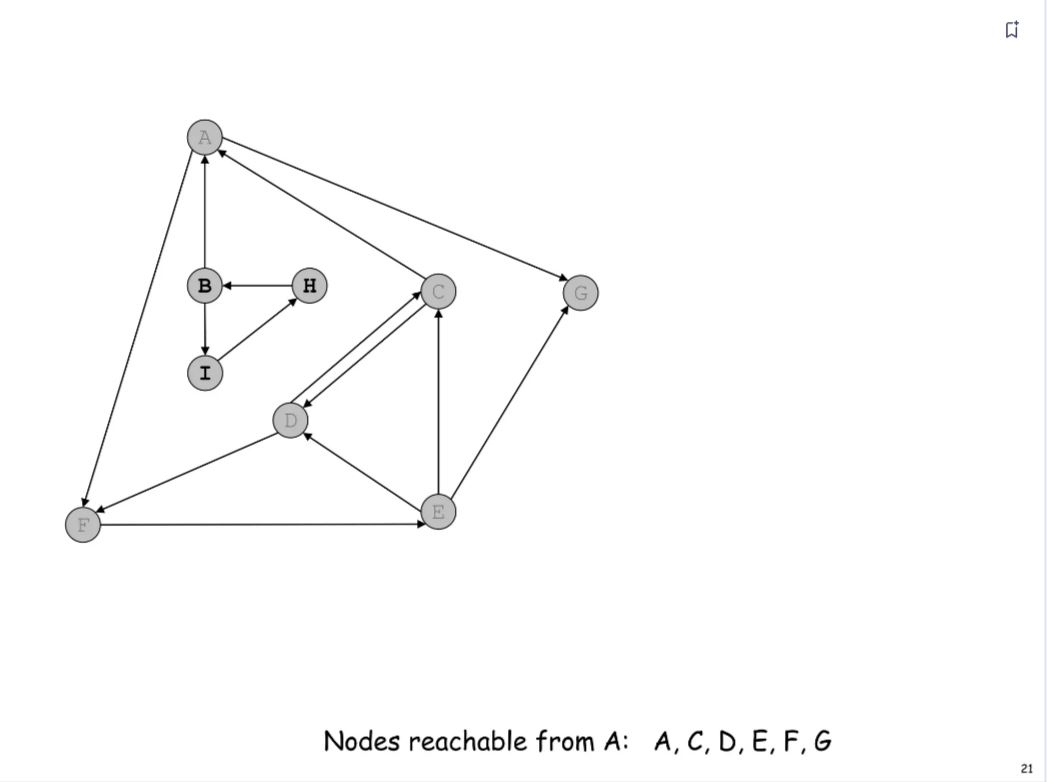 A
B H
C G
I
D
E
F
Nodes reachable from A: A, C, D, E, F, G
21